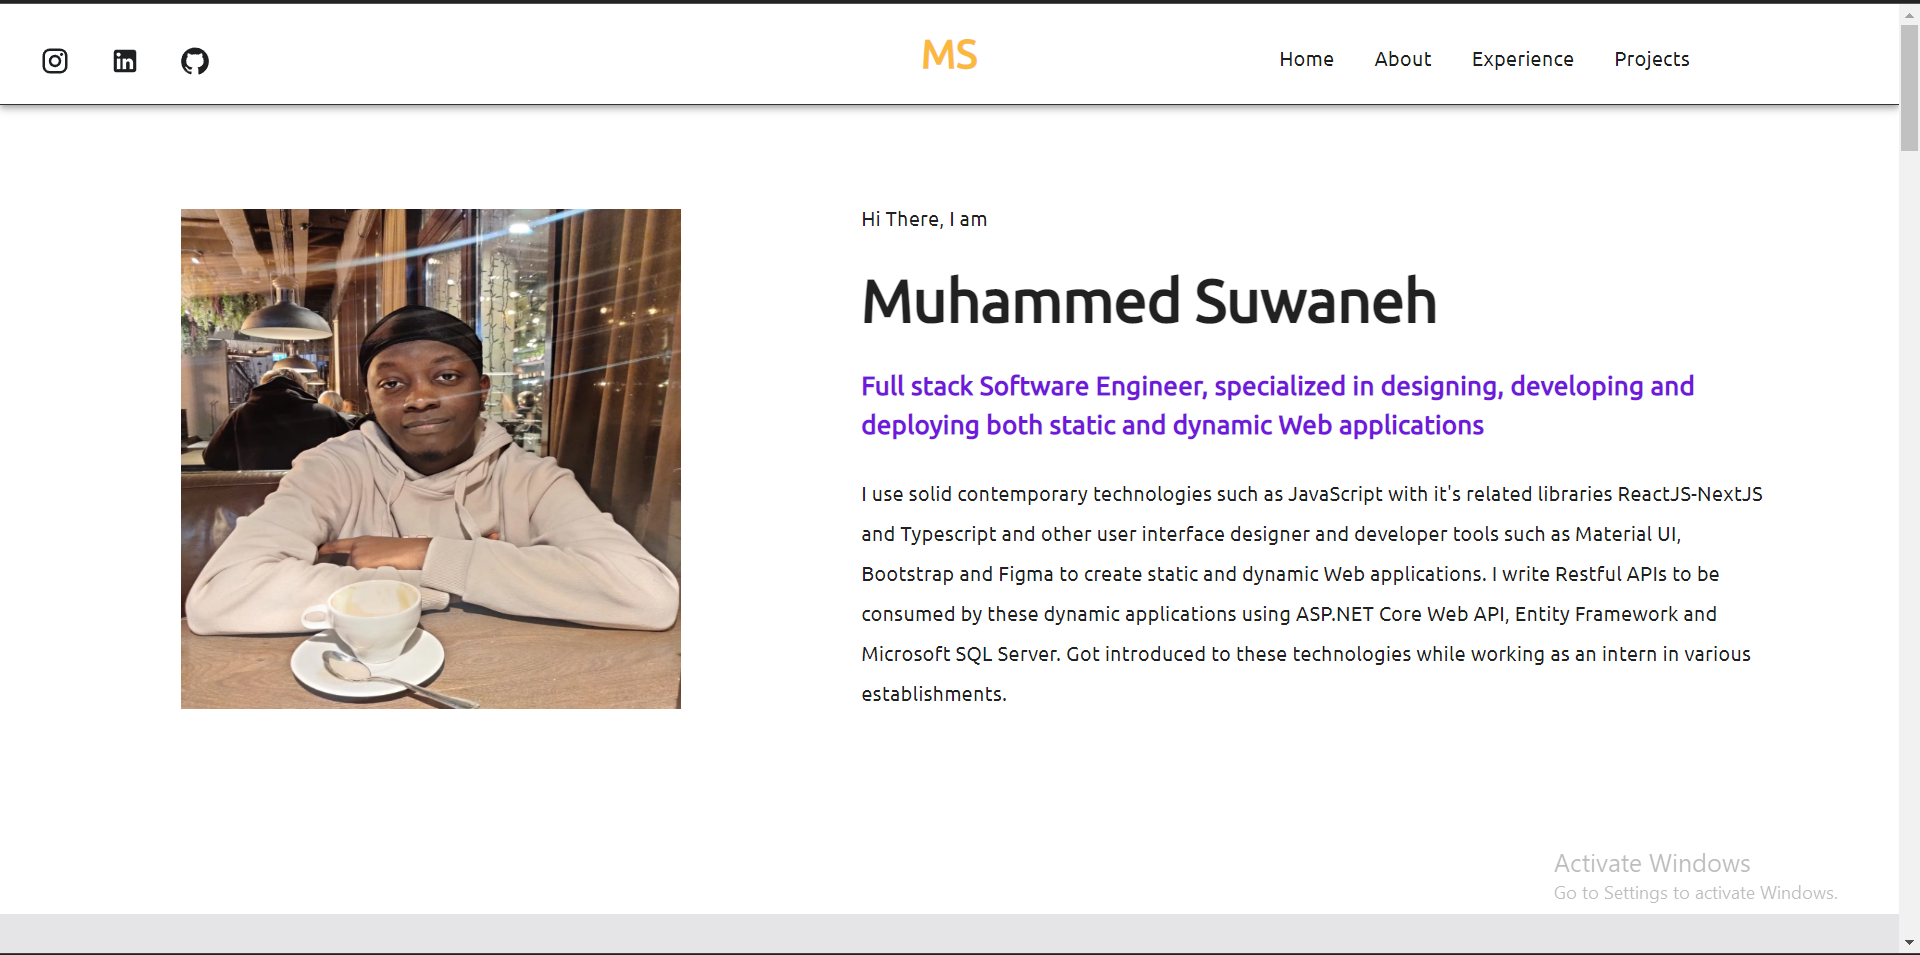 MS
Home About Experience Projects
Hi There, I am
Muhammed Suwaneh
Full stack Software Engineer, specialized in designing, developing and
deploying both static and dynamic Web applications
I use solid contemporary technologies such as JavaScript with it's related libraries ReactJS-NextJS
and Typescript and other user interface designer and developer tools such as Material UI,
Bootstrap and Figma to create static and dynamic Web applications. I write Restful APIs to be
consumed by these dynamic applications using ASP.NET Core Web API, Entity Framework and
Microsoft SQL Server. Got introduced to these technologies while working as an intern in various
establishments.
Activate Windows
Go to Settings to activate Windows.